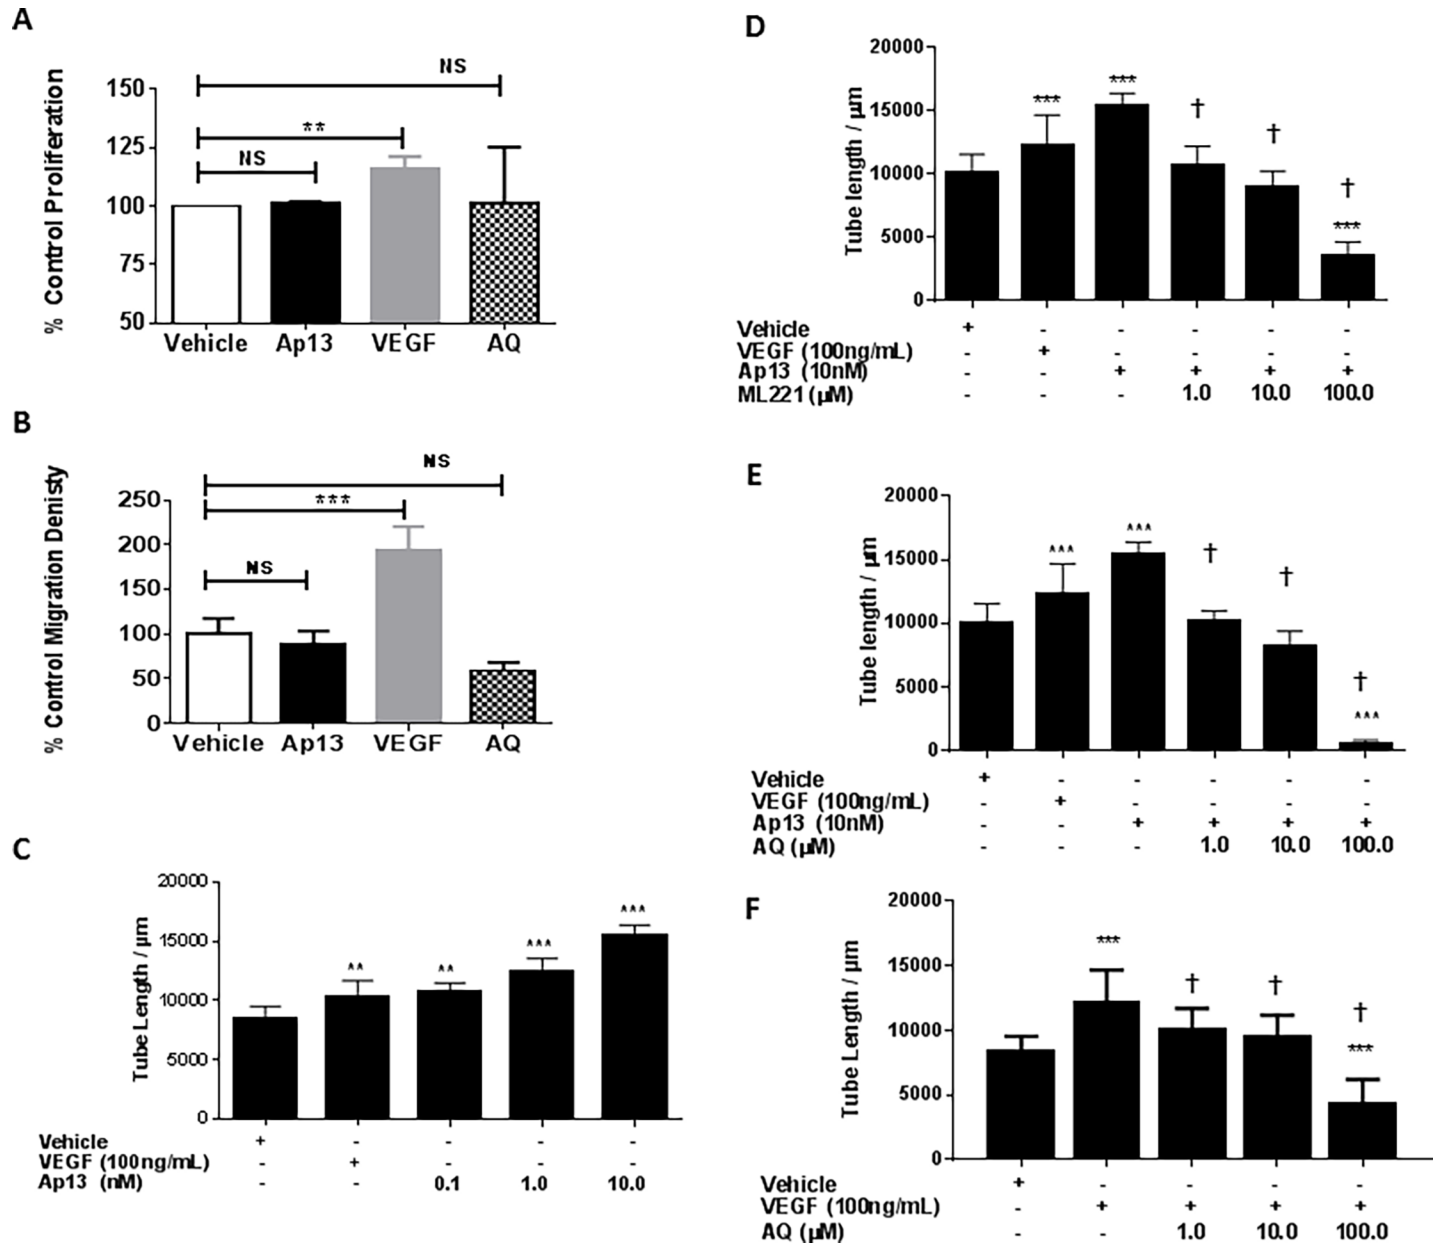 A
% Control Proliferation
150
125
100
75
50
NS
**
NS
Vehicle Ap13 VEGF AQ
B
% Control Migration Denisty
250
200
150
100
50
0
NS
***
NS
Vehicle Ap13 VEGF AQ
C
Tube Length / µm
20000
15000
10000
5000
0
^^ ^^ ^^^ ^^^
Vehicle + - - - -
VEGF (100ng/mL) - + - - -
Ap13 (nM) - - 0.1 1.0 10.0
D
Tube length / µm
20000
15000
10000
5000
0
*** *** † † † ***
Vehicle + - - - - -
VEGF (100ng/mL) - + - - - -
Ap13 (10nM) - - + + + +
ML221 (µM) - - - 1.0 10.0 100.0
E
Tube length / µm
20000
15000
10000
5000
0
^^^ ^^^ † † † ^^^
Vehicle + - - - - -
VEGF (100ng/mL) - + - - - -
Ap13 (10nM) - - + + + +
AQ (µM) - - - 1.0 10.0 100.0
F
Tube Length / µm
20000
15000
10000
5000
0
*** † † † ***
Vehicle + - - - -
VEGF (100ng/mL) - + + + +
AQ (µM) - - 1.0 10.0 100.0